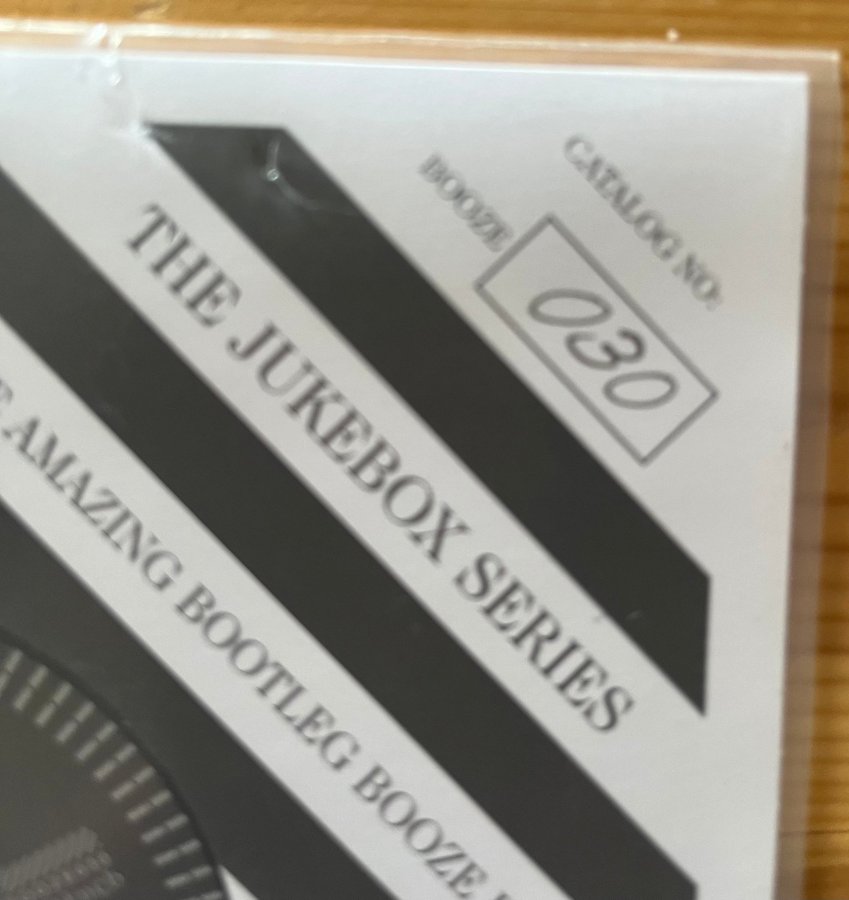 CATALOG NO:
BOOZE 030
THE JUKEBOX SERIES
AMAZING BOOTLEG BOOZE